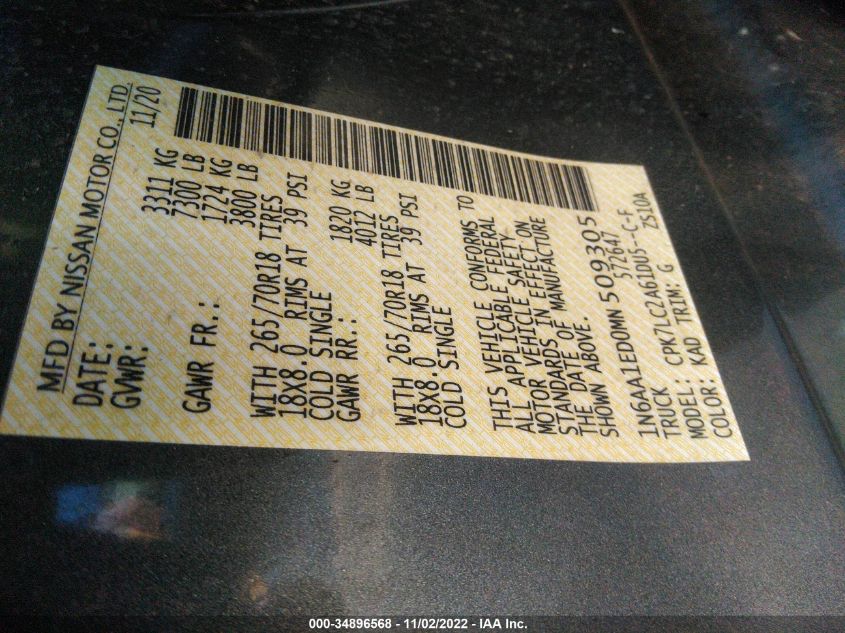 MFD BY NISSAN MOTOR CO., LTD.
DATE: 11/20
GVWR: 3311 KG
7300 LB
GAWR FR.: 1724 KG
3800 LB
WITH 265/70R18 TIRES
18X8.0 RIMS AT 39 PSI
COLD SINGLE
GAWR RR.: 1820 KG
4012 LB
WITH 265/70R18 TIRES
18X8.0 RIMS AT 39 PSI
COLD SINGLE
THIS VEHICLE CONFORMS TO
ALL APPLICABLE FEDERAL
MOTOR VEHICLE SAFETY
STANDARDS IN EFFECT ON
THE DATE OF MANUFACTURE
SHOWN ABOVE.
1N6AA1ED0MN509305
TRUCK 572647
MODEL: CPK7LCZA61DU5--C-F
COLOR: KAD TRIM: G ZS10A
000-34896568 - 11/02/2022 - IAA Inc.